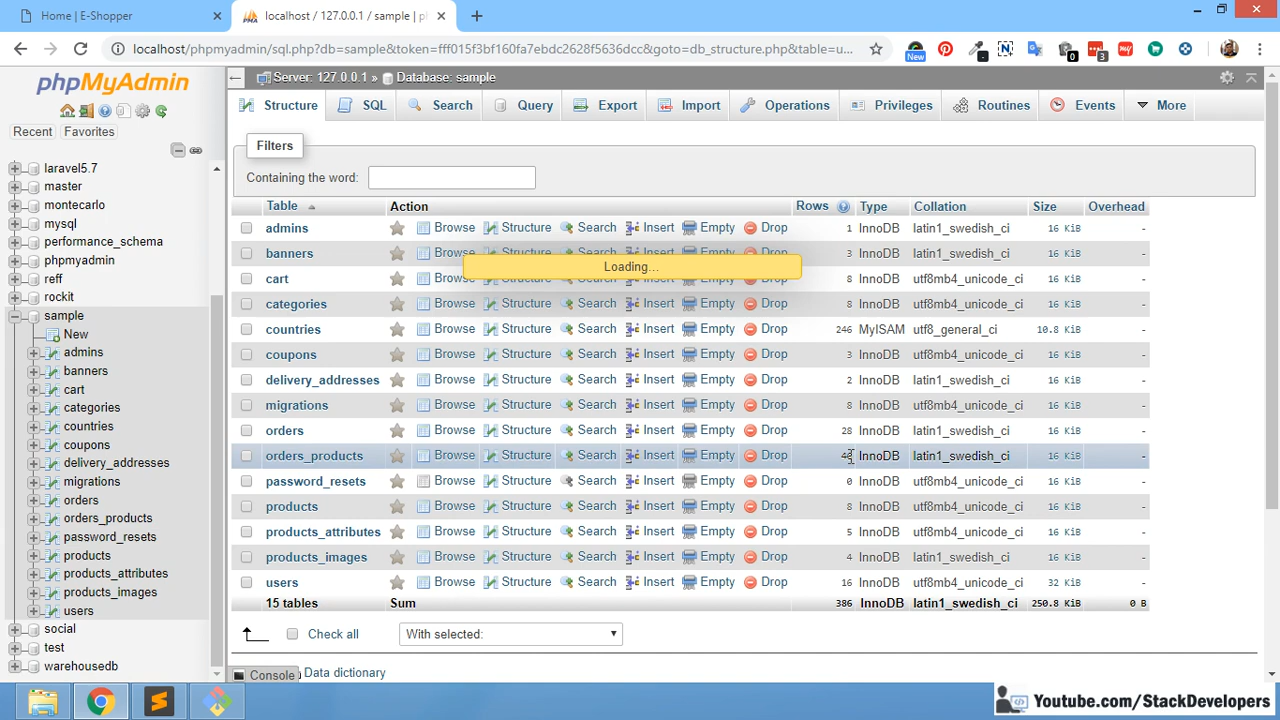 Home | E-Shopper
localhost / 127.0.0.1 / sample | pl
localhost/phpmyadmin/sql.php?db=sample&token=fff015f3bf160fa7ebdc2628f5636dcc&goto=db_structure.php&table=u...
New
0
3
phpMyAdmin
Recent Favorites
laravel5.7
master
montecarlo
mysql
performance_schema
phpmyadmin
reff
rockit
sample
New
admins
banners
cart
categories
countries
coupons
delivery_addresses
migrations
orders
orders_products
password_resets
products
products_attributes
products_images
users
social
test
warehousedb
Server: 127.0.0.1 » Database: sample
Structure SQL Search Query Export Import Operations Privileges Routines Events More
Filters
Containing the word:
Table Action Rows Type Collation Size Overhead
admins Browse Structure Search Insert Empty Drop 1 InnoDB latin1_swedish_ci 16 KiB -
banners Browse Structure Search Insert Empty Drop 3 InnoDB latin1_swedish_ci 16 KiB -
Loading...
cart Browse Structure Search Insert Empty Drop 8 InnoDB utf8mb4_unicode_ci 16 KiB -
categories Browse Structure Search Insert Empty Drop 8 InnoDB utf8mb4_unicode_ci 16 KiB -
countries Browse Structure Search Insert Empty Drop 246 MyISAM utf8_general_ci 10.8 KiB -
coupons Browse Structure Search Insert Empty Drop 3 InnoDB utf8mb4_unicode_ci 16 KiB -
delivery_addresses Browse Structure Search Insert Empty Drop 2 InnoDB latin1_swedish_ci 16 KiB -
migrations Browse Structure Search Insert Empty Drop 8 InnoDB utf8mb4_unicode_ci 16 KiB -
orders Browse Structure Search Insert Empty Drop 28 InnoDB latin1_swedish_ci 16 KiB -
orders_products Browse Structure Search Insert Empty Drop InnoDB latin1_swedish_ci 16 KiB -
password_resets Browse Structure Search Insert Empty Drop 0 InnoDB utf8mb4_unicode_ci 16 KiB -
products Browse Structure Search Insert Empty Drop 8 InnoDB utf8mb4_unicode_ci 16 KiB -
products_attributes Browse Structure Search Insert Empty Drop 5 InnoDB utf8mb4_unicode_ci 16 KiB -
products_images Browse Structure Search Insert Empty Drop 4 InnoDB latin1_swedish_ci 16 KiB -
users Browse Structure Search Insert Empty Drop 16 InnoDB utf8mb4_unicode_ci 32 KiB -
15 tables Sum 386 InnoDB latin1_swedish_ci 250.8 KiB 0 B
Check all With selected:
Console Data dictionary
Youtube.com/StackDevelopers